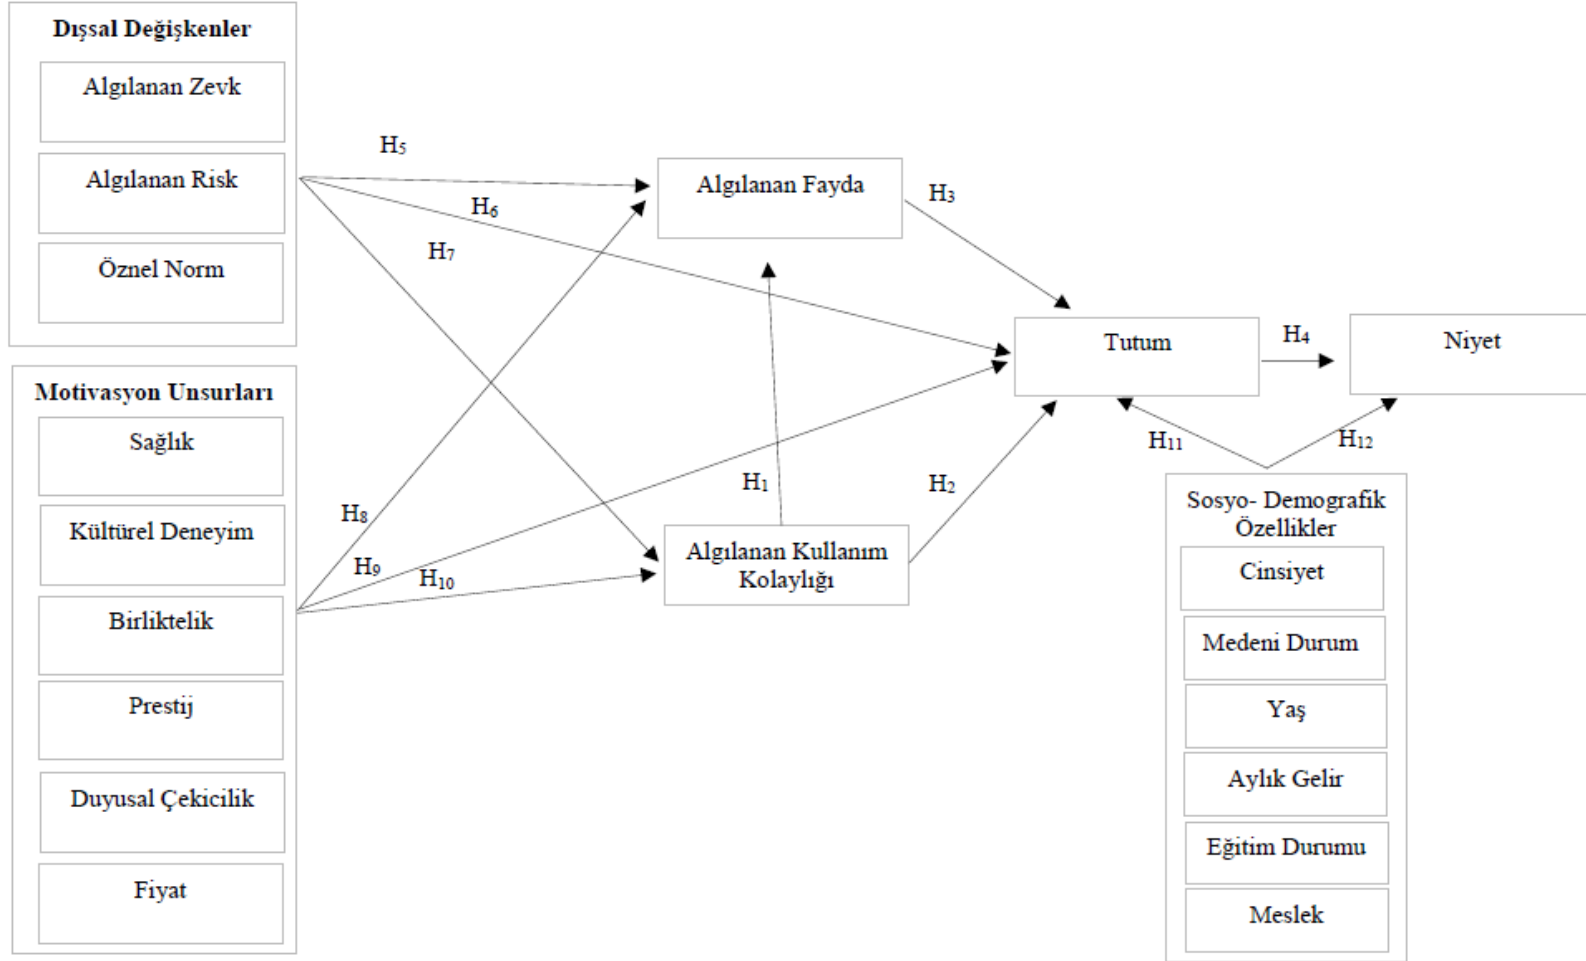 Dışsal Değişkenler
Algılanan Zevk
Algılanan Risk
Öznel Norm
Motivasyon Unsurları
Sağlık
Kültürel Deneyim
Birliktelik
Prestij
Duyusal Çekicilik
Fiyat
H₅
H₆
H₇
H₈
H₉
H₁₀
Algılanan Fayda
H₁
Algılanan Kullanım
Kolaylığı
H₃
H₂
Tutum
H₄
Niyet
H₁₁
H₁₂
Sosyo- Demografik
Özellikler
Cinsiyet
Medeni Durum
Yaş
Aylık Gelir
Eğitim Durumu
Meslek